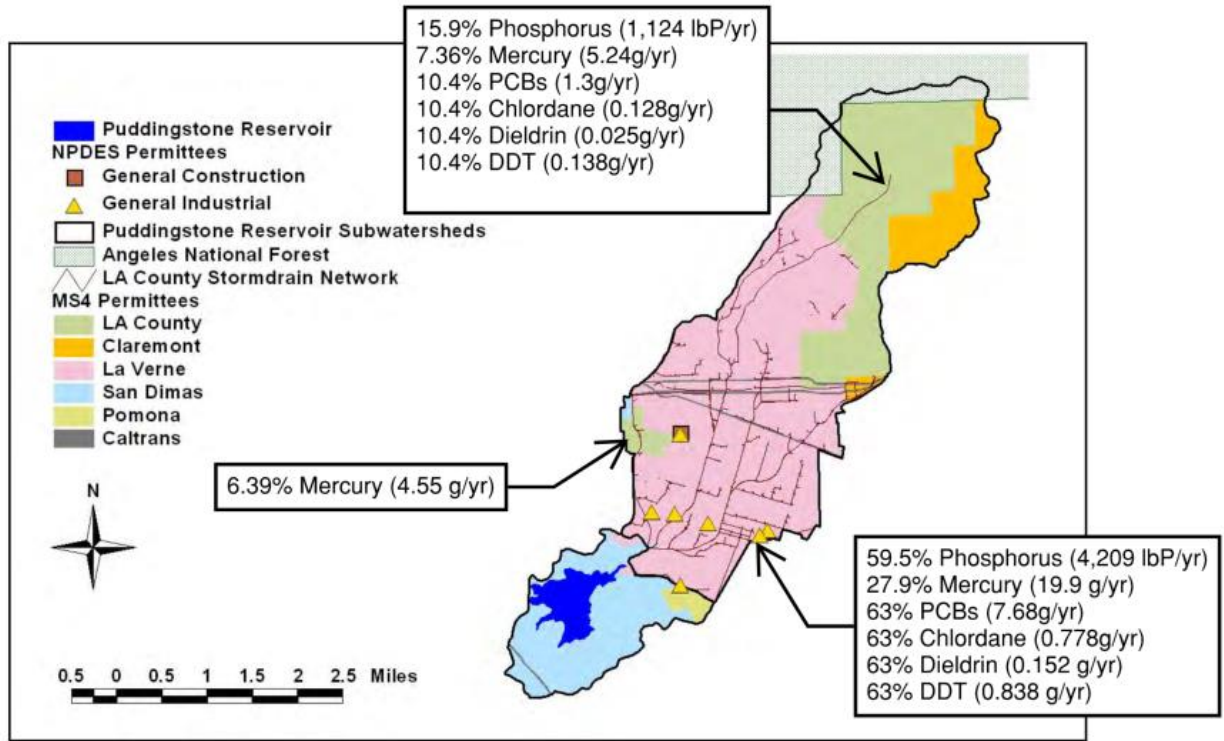 15.9% Phosphorus (1,124 lbP/yr)
7.36% Mercury (5.24g/yr)
10.4% PCBs (1.3g/yr)
10.4% Chlordane (0.128g/yr)
10.4% Dieldrin (0.025g/yr)
10.4% DDT (0.138g/yr)
Puddingstone Reservoir
NPDES Permittees
General Construction
General Industrial
Puddingstone Reservoir Subwatersheds
Angeles National Forest
LA County Stormdrain Network
MS4 Permittees
LA County
Claremont
La Verne
San Dimas
Pomona
Caltrans
6.39% Mercury (4.55 g/yr)
N
59.5% Phosphorus (4,209 lbP/yr)
27.9% Mercury (19.9 g/yr)
63% PCBs (7.68g/yr)
63% Chlordane (0.778g/yr)
63% Dieldrin (0.152 g/yr)
63% DDT (0.838 g/yr)
0.5 0 0.5 1 1.5 2 2.5 Miles